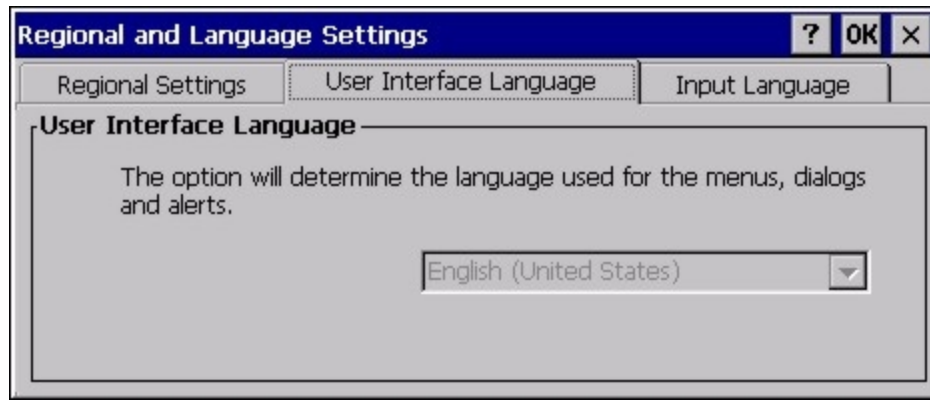 Regional and Language Settings ? OK ×
Regional Settings User Interface Language Input Language
User Interface Language
The option will determine the language used for the menus, dialogs
and alerts.
English (United States)